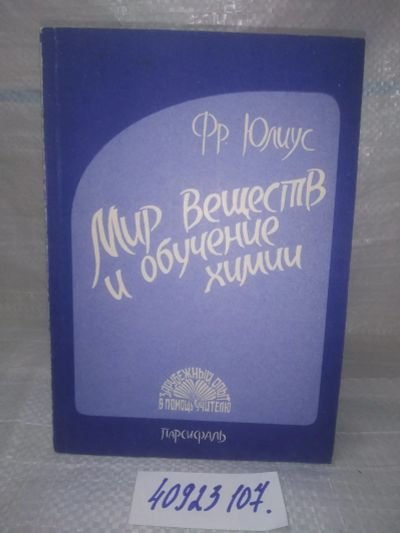 Фр. Юлиус
Мир веществ
и обучение
химии
зарубежный опыт
в помощь учителю
Парсифаль
40923 107.